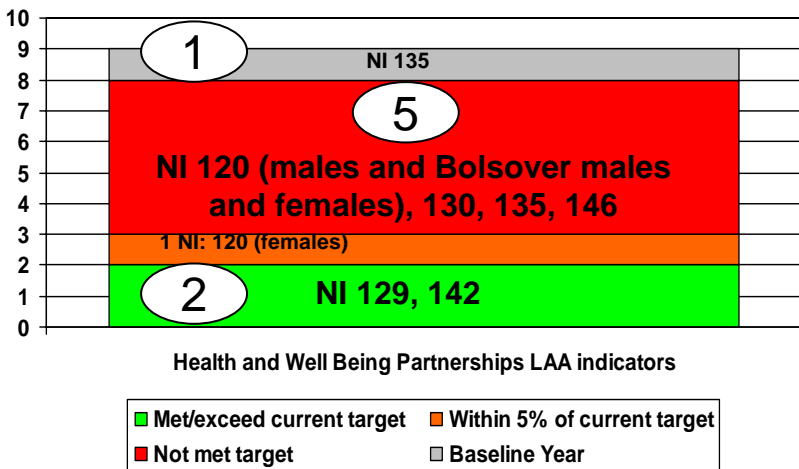 10
9
8
7
6
5
4
3
2
1
0
1
NI 135
5
NI 120 (males and Bolsover males
and females), 130, 135, 146
1 NI: 120 (females)
2
NI 129, 142
Health and Well Being Partnerships LAA indicators
Met/exceed current target Within 5% of current target
Not met target Baseline Year